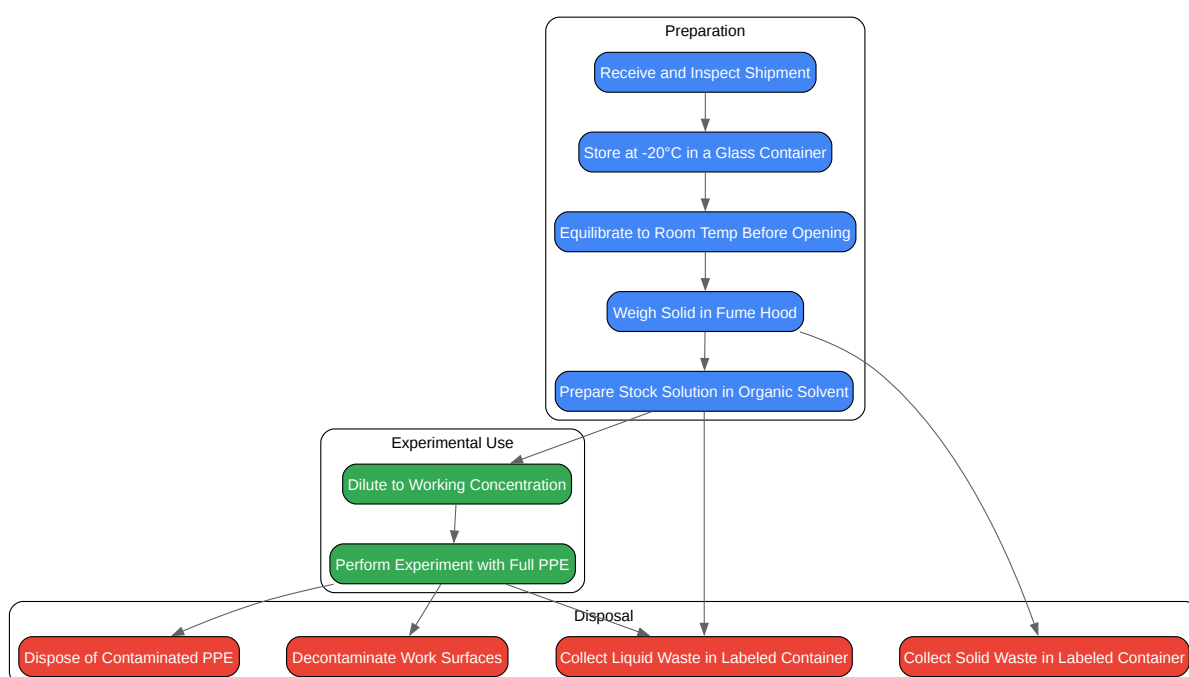 Preparation
Receive and Inspect Shipment
Store at -20°C in a Glass Container
Equilibrate to Room Temp Before Opening
Weigh Solid in Fume Hood
Prepare Stock Solution in Organic Solvent
Experimental Use
Dilute to Working Concentration
Perform Experiment with Full PPE
Disposal
Dispose of Contaminated PPE
Decontaminate Work Surfaces
Collect Liquid Waste in Labeled Container
Collect Solid Waste in Labeled Container